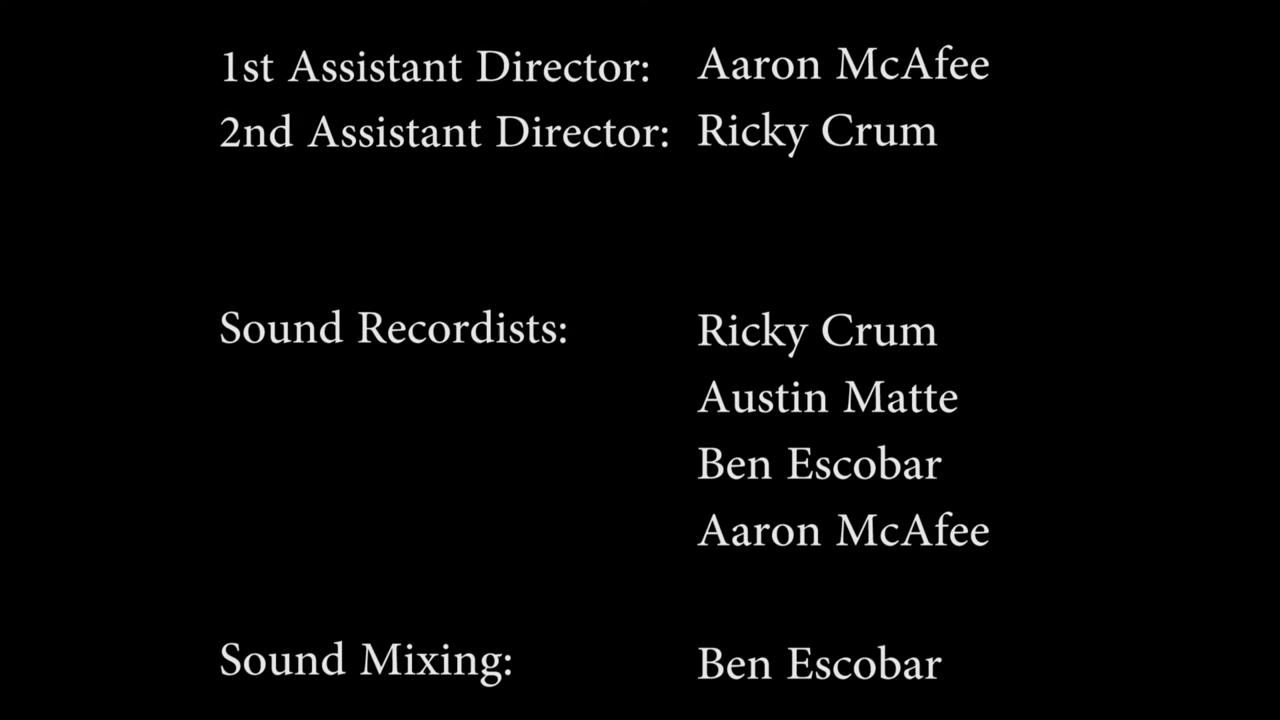 1st Assistant Director: Aaron McAfee
2nd Assistant Director: Ricky Crum
Sound Recordists: Ricky Crum
Austin Matte
Ben Escobar
Aaron McAfee
Sound Mixing: Ben Escobar